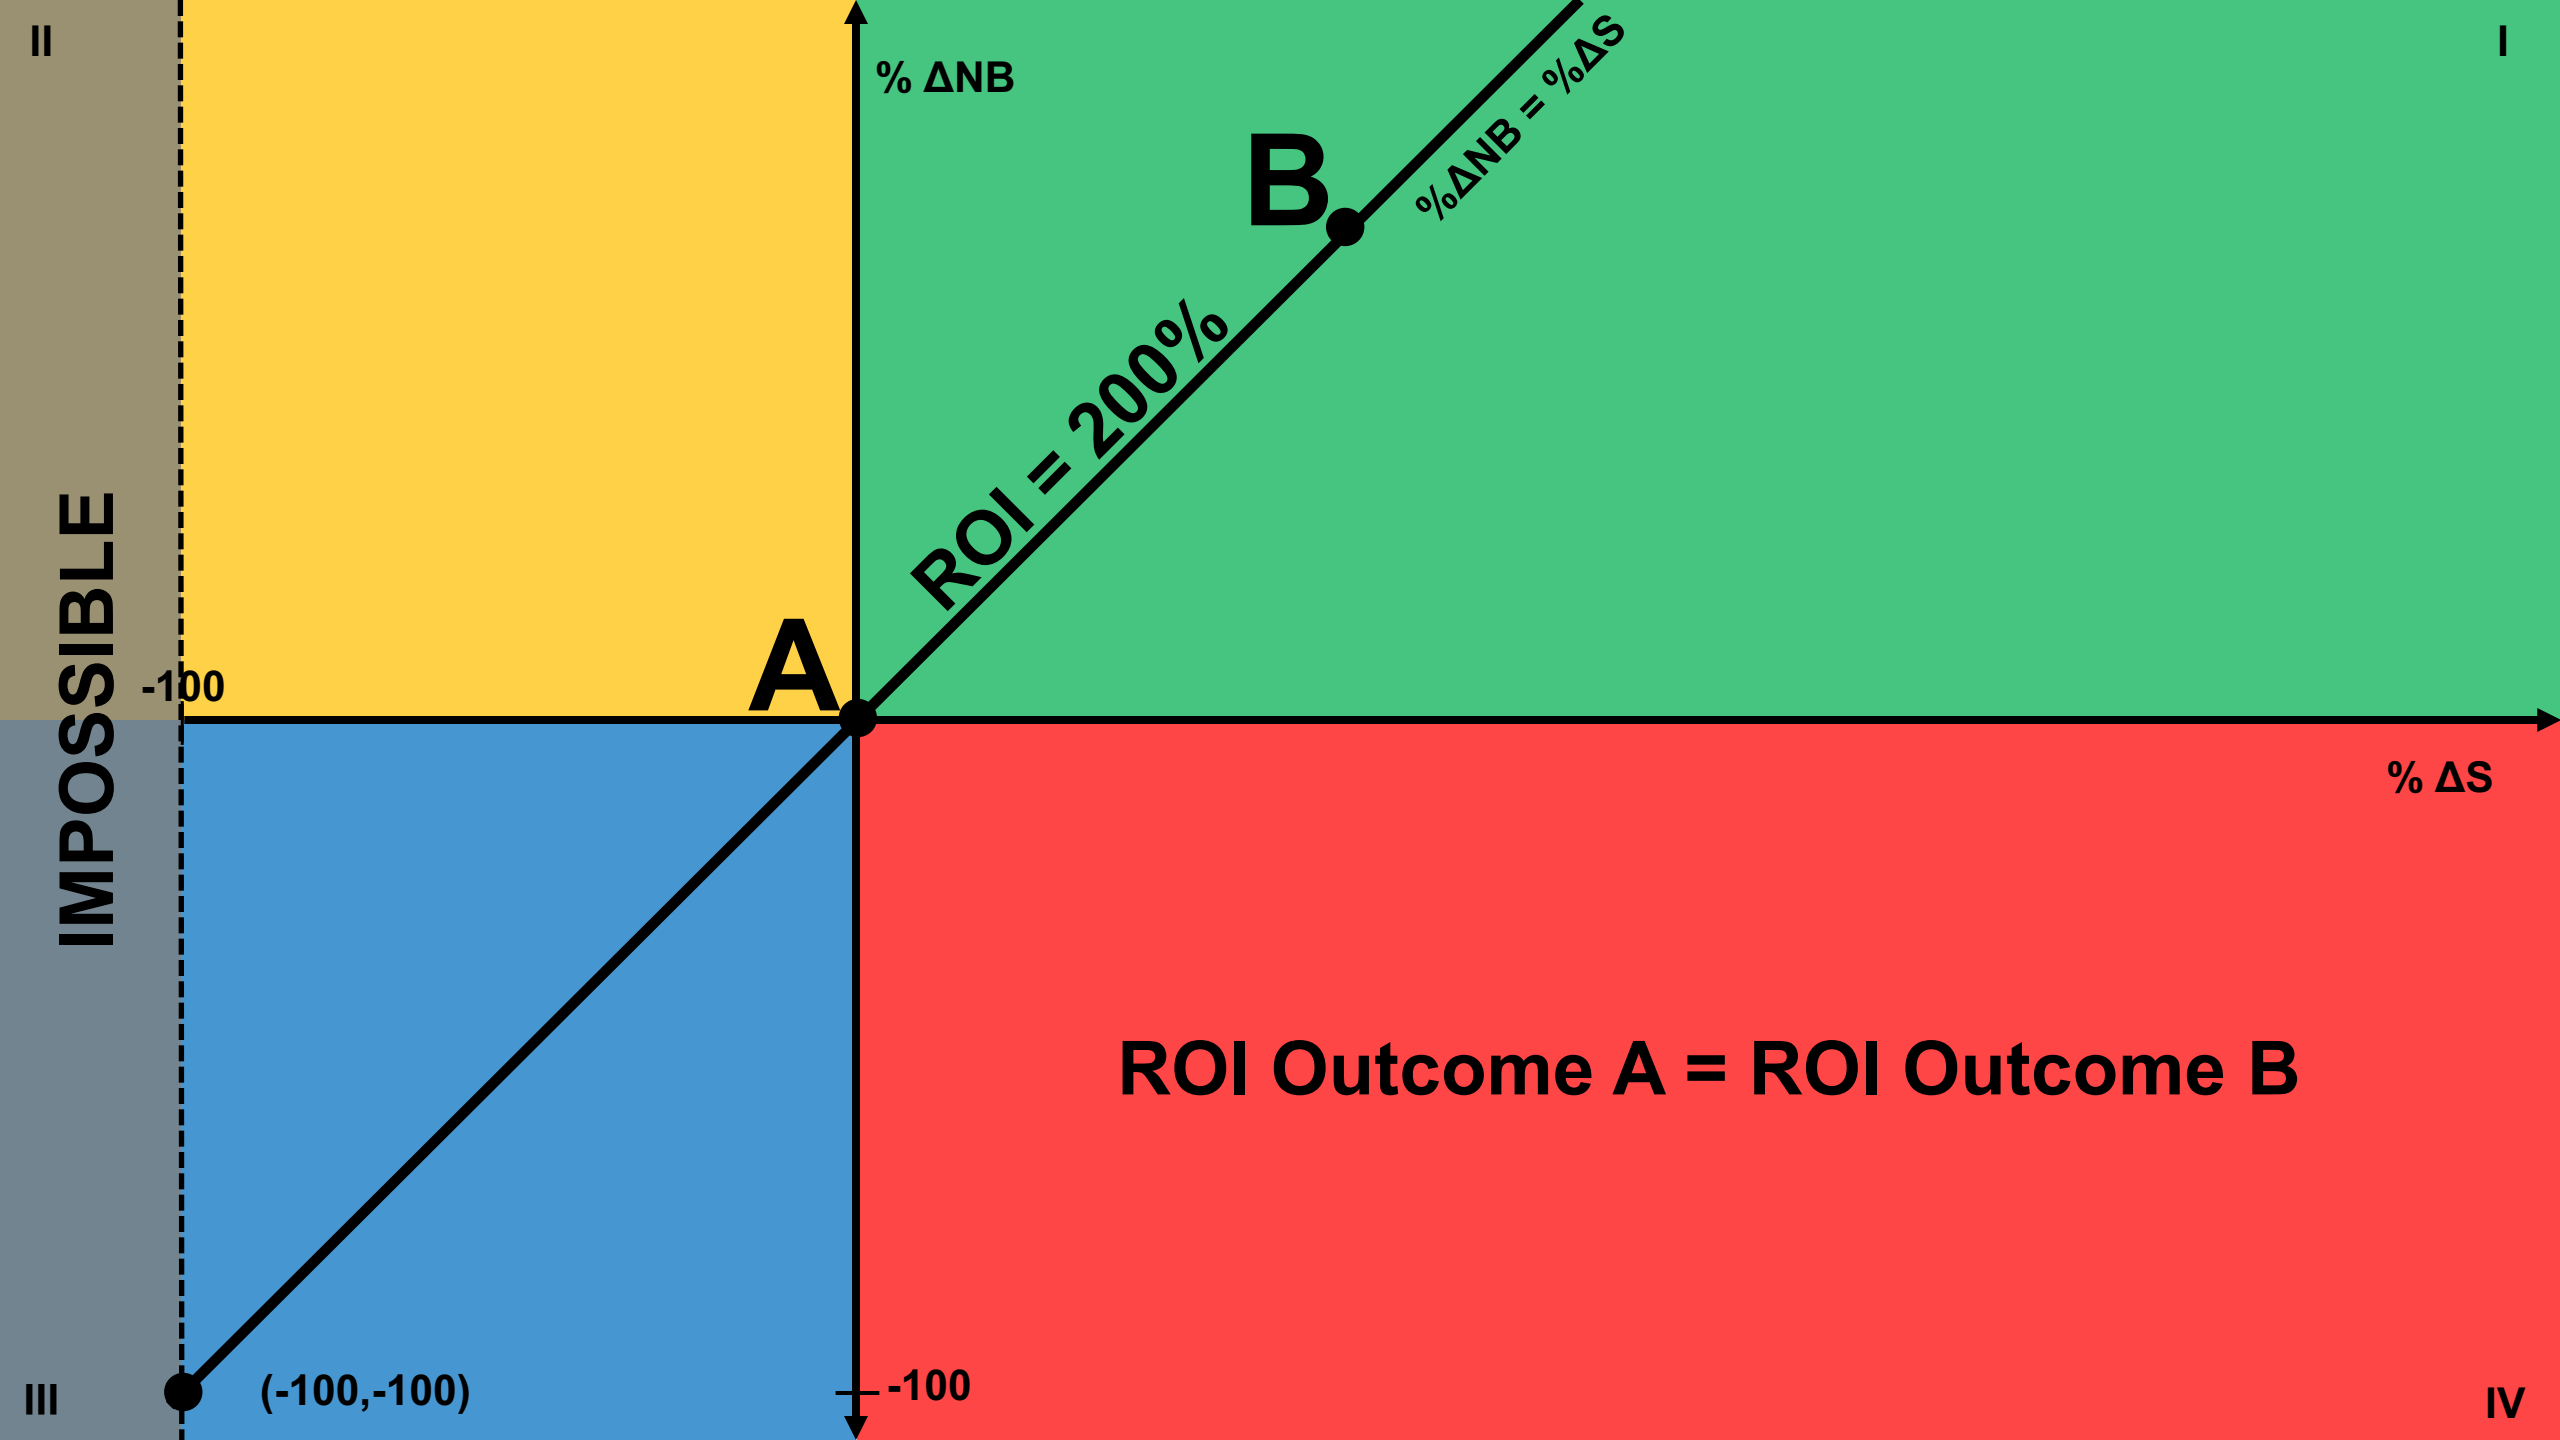 II
I
% ΔNB
%ΔNB = %ΔS
B
ROI = 200%
A
IMPOSSIBLE
-100
% ΔS
ROI Outcome A = ROI Outcome B
(-100,-100)
-100
III
IV